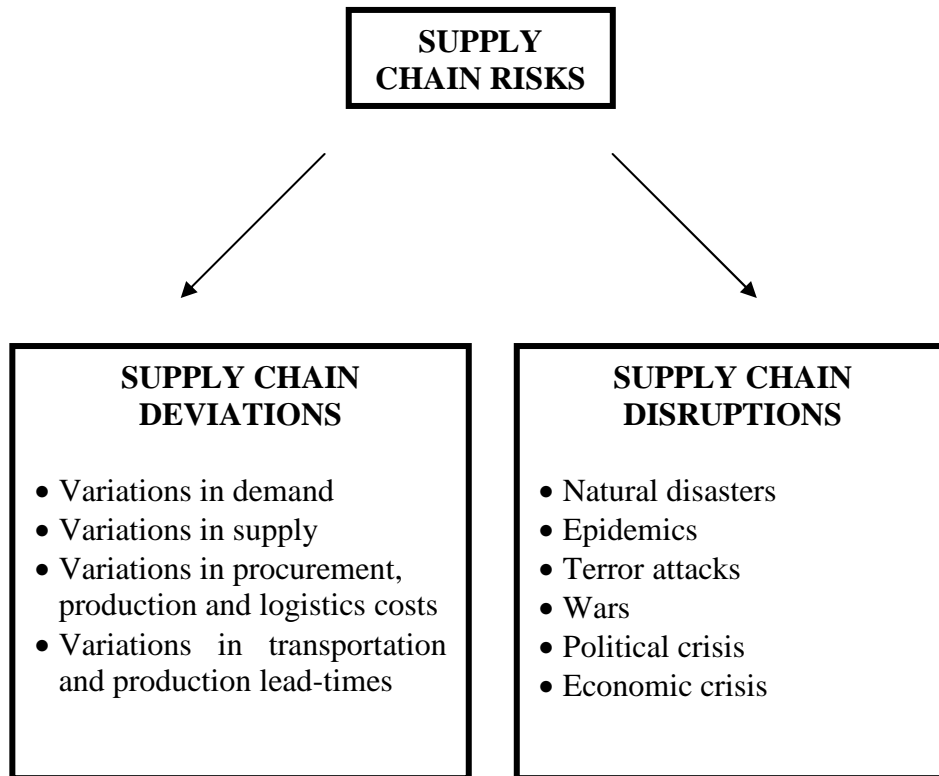 SUPPLY
CHAIN RISKS
SUPPLY CHAIN
DEVIATIONS
• Variations in demand
• Variations in supply
• Variations in procurement,
production and logistics costs
• Variations in transportation
and production lead-times
SUPPLY CHAIN
DISRUPTIONS
• Natural disasters
• Epidemics
• Terror attacks
• Wars
• Political crisis
• Economic crisis